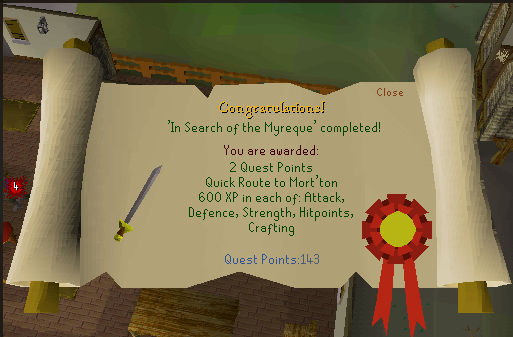 Close
Congratulations!
'In Search of the Myreque' completed!
You are awarded:
2 Quest Points
Quick Route to Mort'ton
600 XP in each of: Attack,
Defence, Strength, Hitpoints,
Crafting
Quest Points:143
4